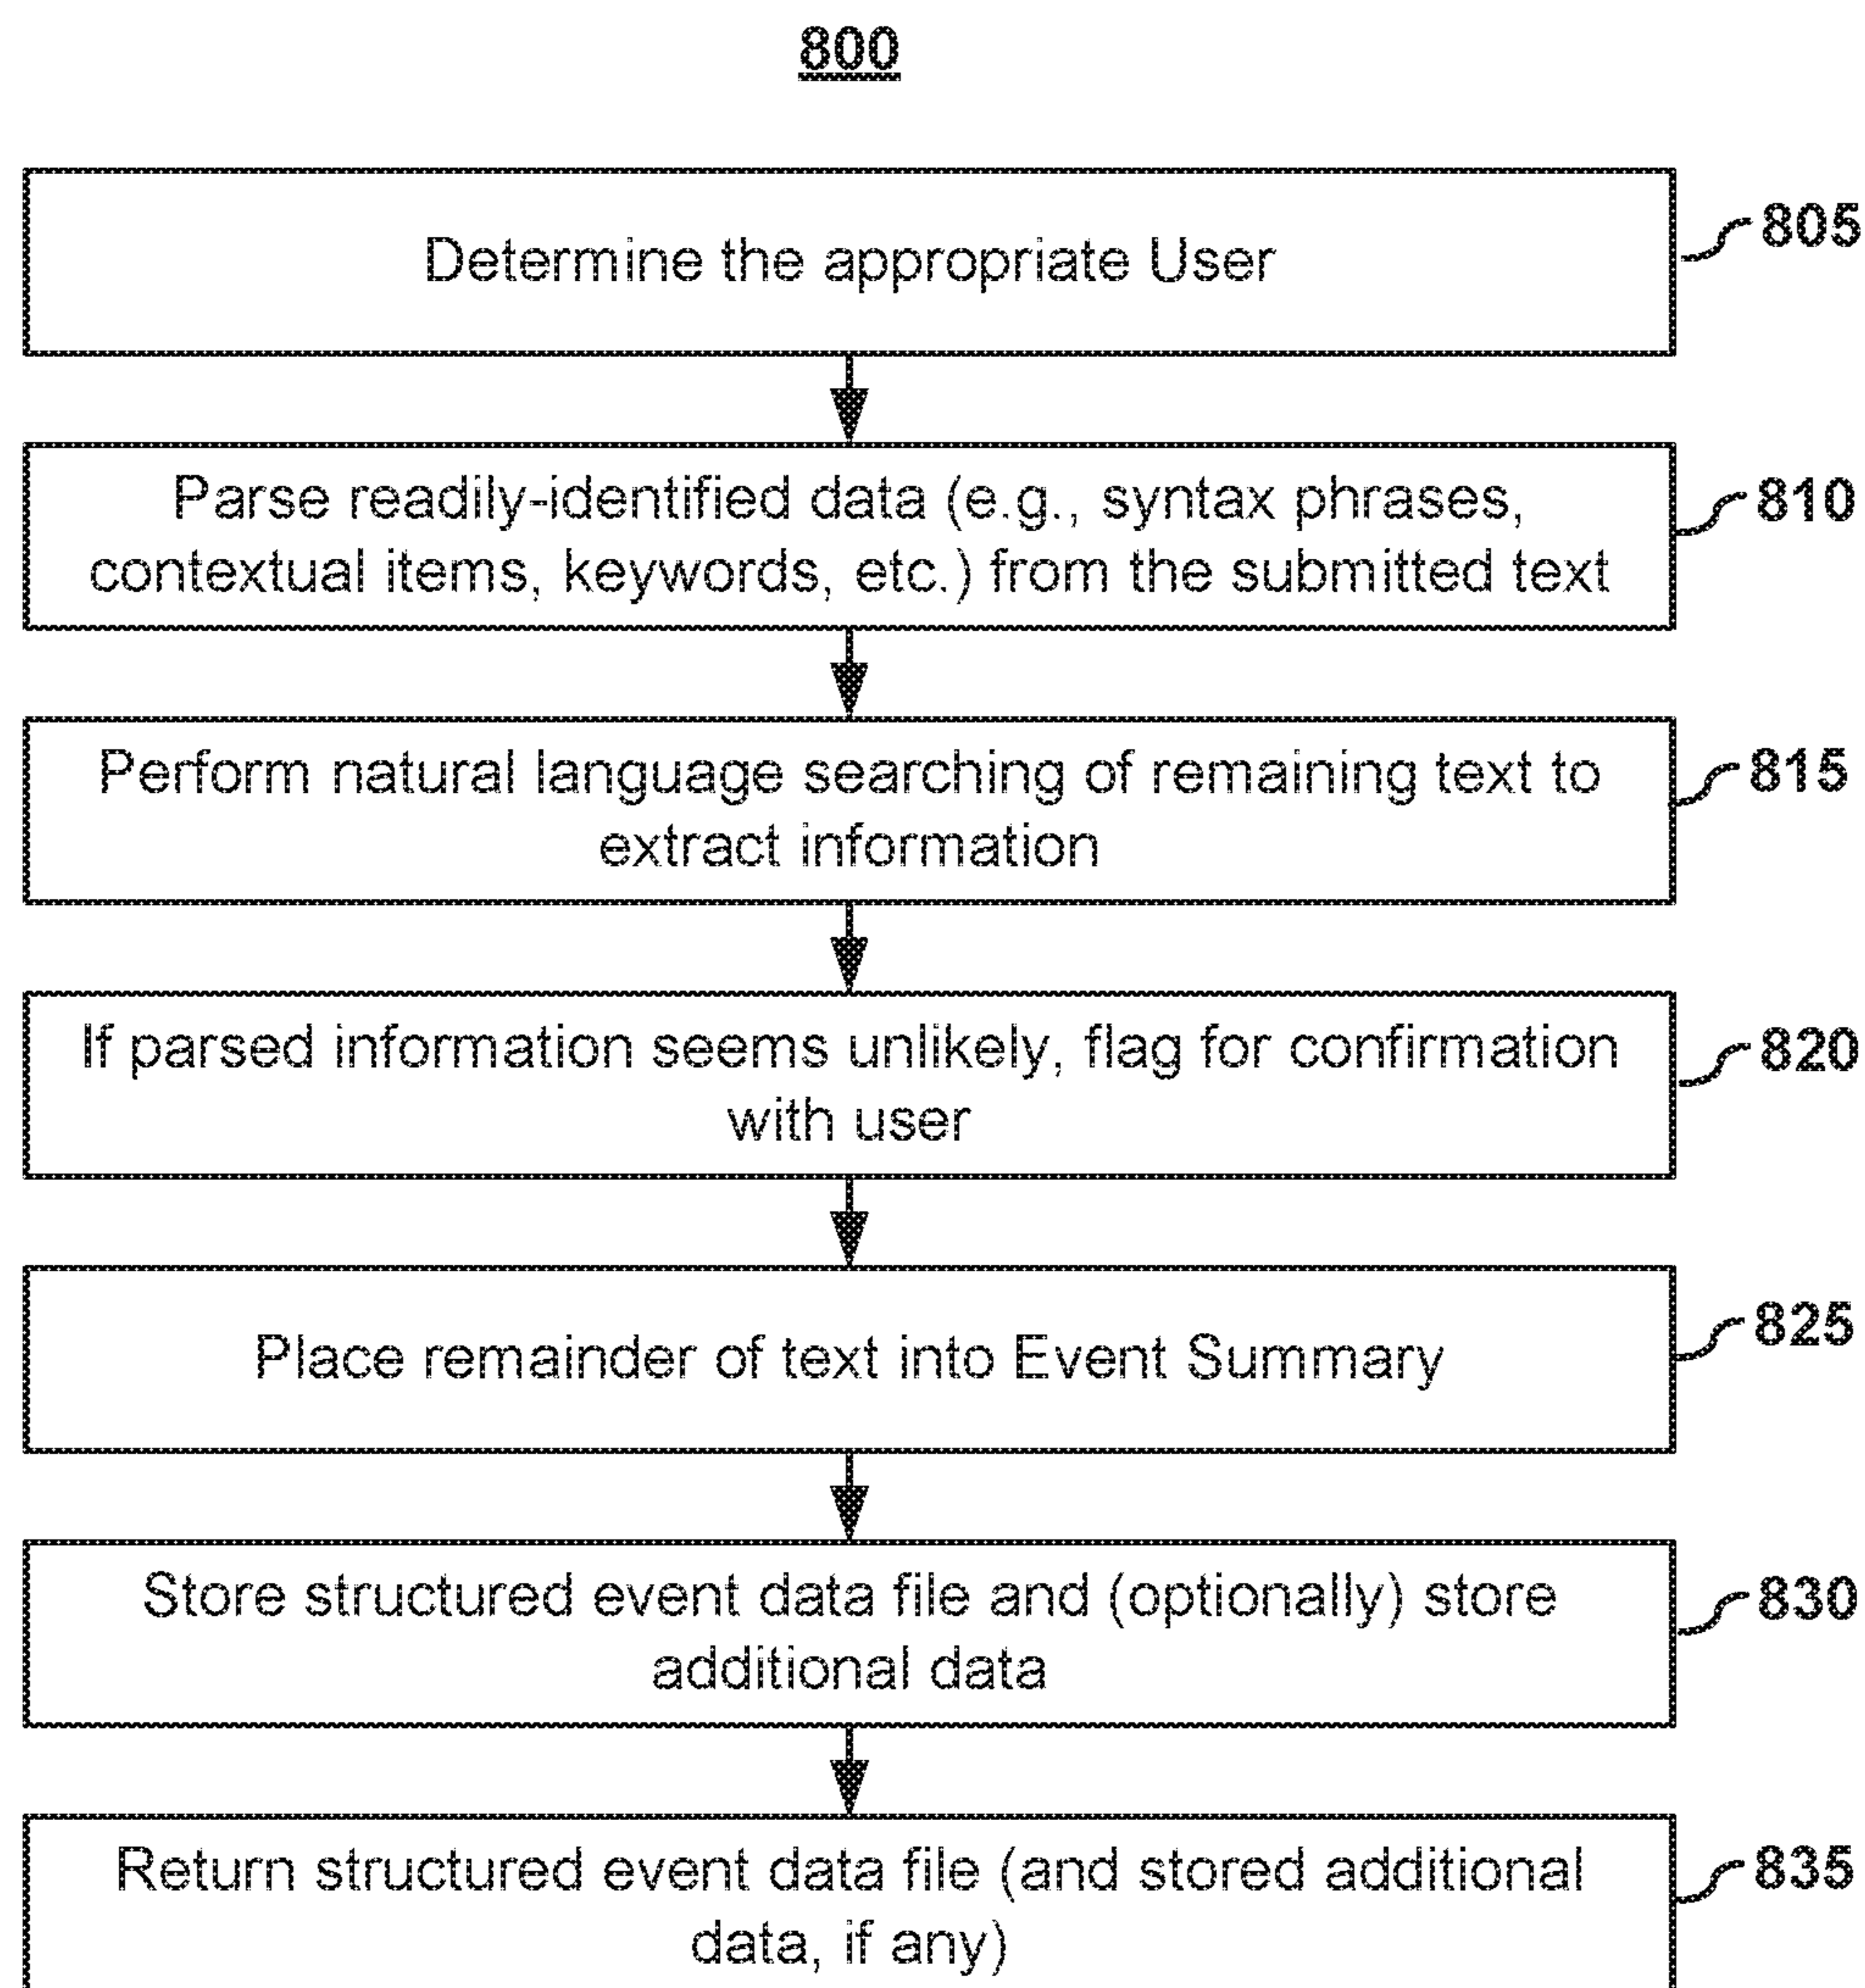 800
Determine the appropriate User
805
Parse readily-identified data (e.g., syntax phrases,
contextual items, keywords, etc.) from the submitted text
810
Perform natural language searching of remaining text to
extract information
815
If parsed information seems unlikely, flag for confirmation
with user
820
Place remainder of text into Event Summary
825
Store structured event data file and (optionally) store
additional data
830
Return structured event data file (and stored additional
data, if any)
835